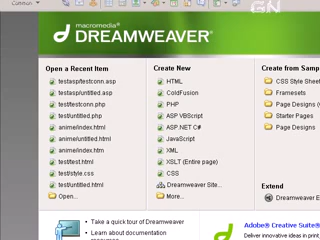 macromedia®
DREAMWEAVER®
Open a Recent Item
testasp/testconn.asp
testasp/untitled.asp
test/testconn.php
test/untitled.php
anime/index.html
anime/untitled.html
anime/index.htm
test/test.html
test/style.css
test/untitled.html
Open...
Create New
HTML
ColdFusion
PHP
ASP VBScript
ASP.NET C#
JavaScript
XML
XSLT (Entire page)
CSS
Dreamweaver Site...
More...
Create from Samp
CSS Style Sheet
Framesets
Page Designs (
Starter Pages
Page Designs
Extend
Dreamweaver E
• Take a quick tour of Dreamweaver
• Learn about documentation
Adobe® Creative Suite®
Deliver innovative ideas in print,